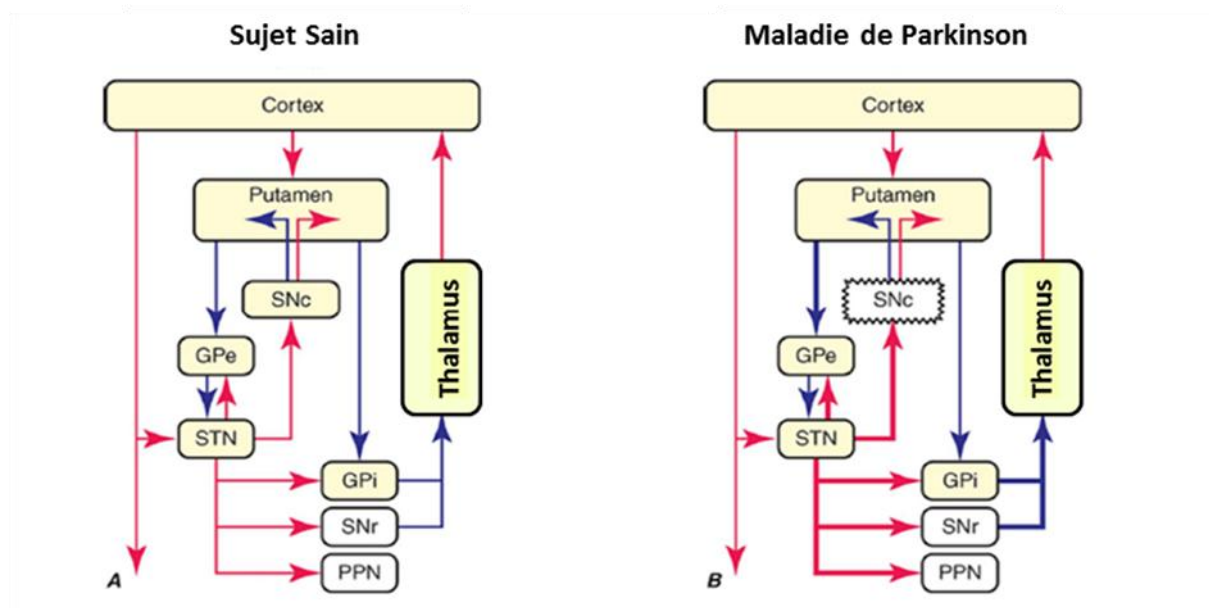 Sujet Sain
Cortex
Putamen
SNc
GPe
Thalamus
STN
GPi
SNr
PPN
A
Maladie de Parkinson
Cortex
Putamen
SNc
GPe
Thalamus
STN
GPi
SNr
PPN
B